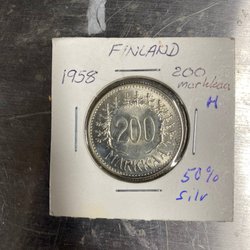 FINLAND
1958
200
markkaa
H
200
MARKKAA
50%
Silv